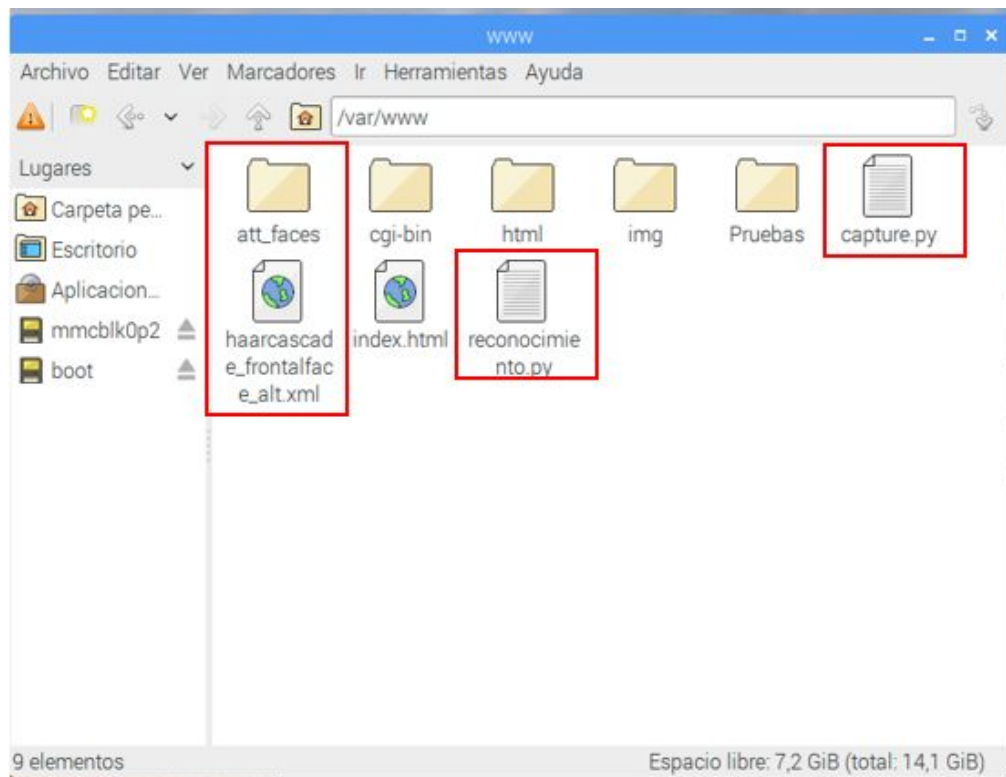 www
Archivo Editar Ver Marcadores Ir Herramientas Ayuda
/var/www
Lugares
Carpeta pe...
Escritorio
Aplicacion...
mmcblk0p2
boot
att_faces
cgi-bin
html
img
Pruebas
capture.py
haarcascad
e_frontalfac
e_alt.xml
index.html
reconocimie
nto.py
9 elementos
Espacio libre: 7,2 GiB (total: 14,1 GiB)